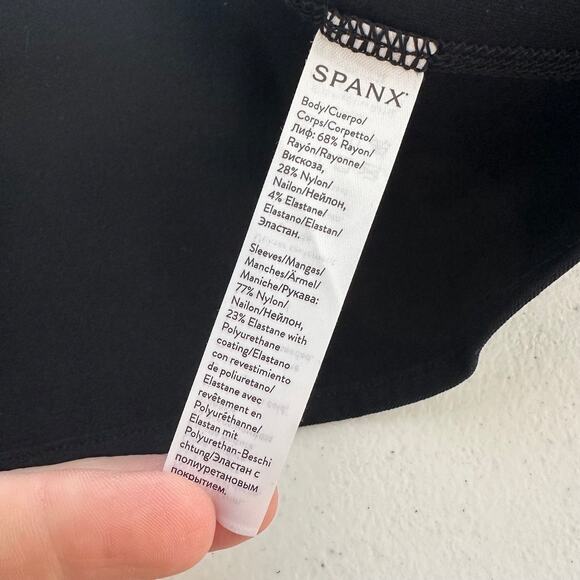 SPANX
Body/Cuerpo/
Corps/Corpetto/
Лиф: 68% Rayon/
Rayón/Rayonne/
Вискоза,
28% Nylon/
Nailon/Нейлон,
4% Elastane/
Elastano/Elastan/
Эластан.
Sleeves/Mangas/
Manches/Ärmel/
Maniche/Рукава:
77% Nylon/
Nailon/Нейлон,
23% Elastane with
Polyurethane
coating/Elastano
con revestimiento
de poliuretano/
Elastane avec
revêtement en
Polyuréthanne/
Elastan mit
Polyurethan-Beschi
chtung/Эластан с
полиуретановым
покрытием.